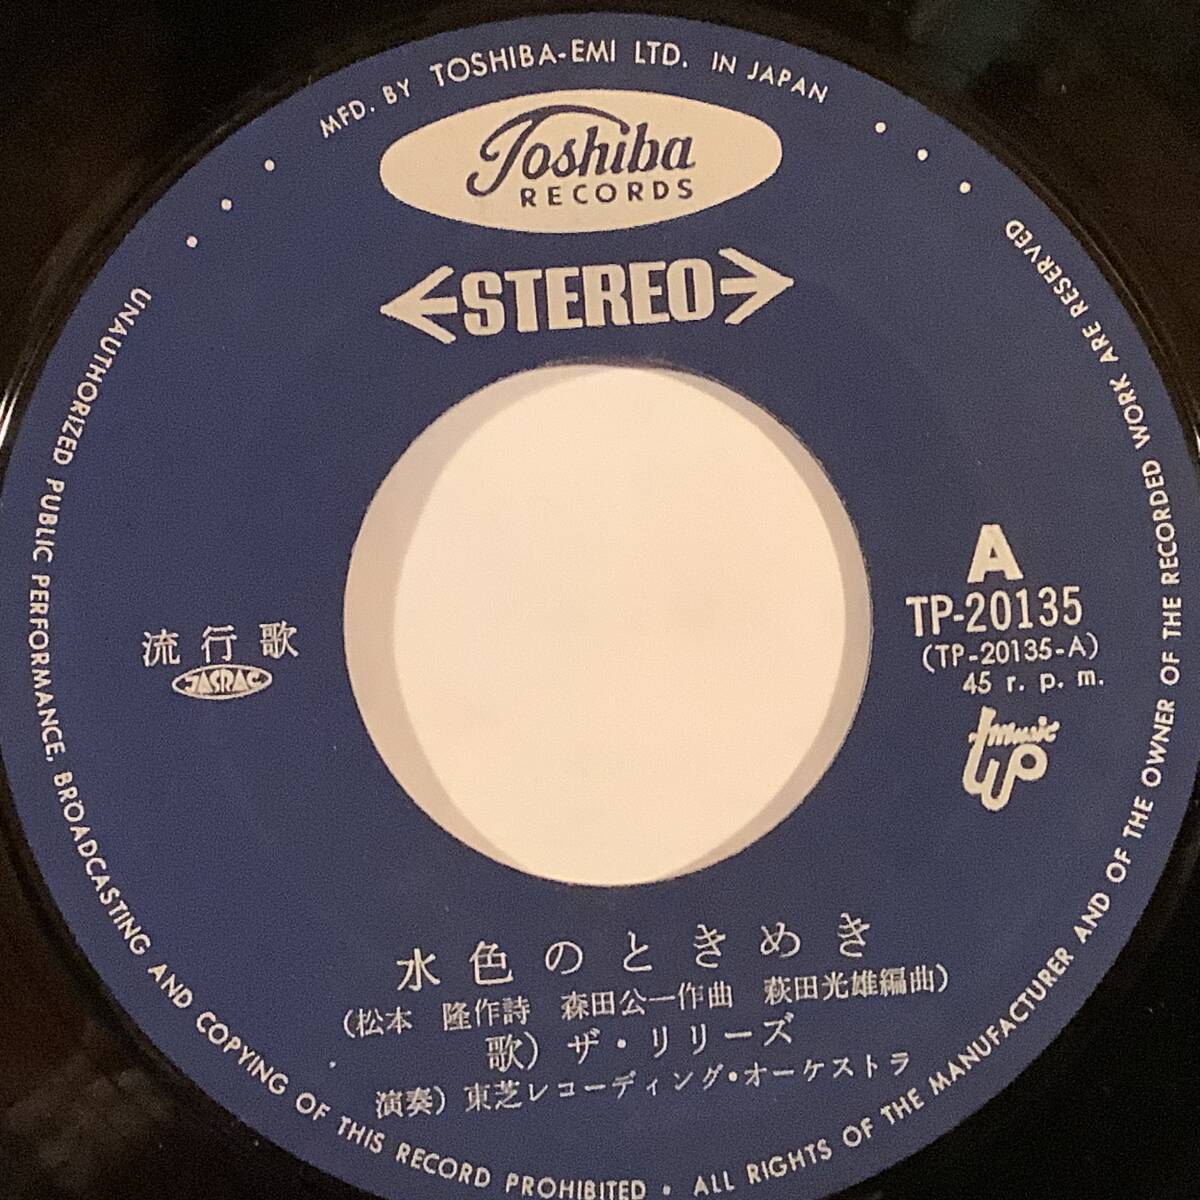 MFD. BY TOSHIBA-EMI LTD. IN JAPAN
Toshiba
RECORDS
STEREO
A
TP-20135
(TP-20135-A)
45 r. p. m.
music
up
流行歌
JASRAC
水色のときめき
(松本 隆作詩 森田公一作曲 萩田光雄編曲)
歌) ザ・リリーズ
演奏) 東芝レコーディング・オーケストラ
UNAUTHORIZED PUBLIC PERFORMANCE, BROADCASTING AND COPYING OF THIS RECORD PROHIBITED • ALL RIGHTS OF THE MANUFACTURER AND OF THE OWNER OF THE RECORDED WORK ARE RESERVED